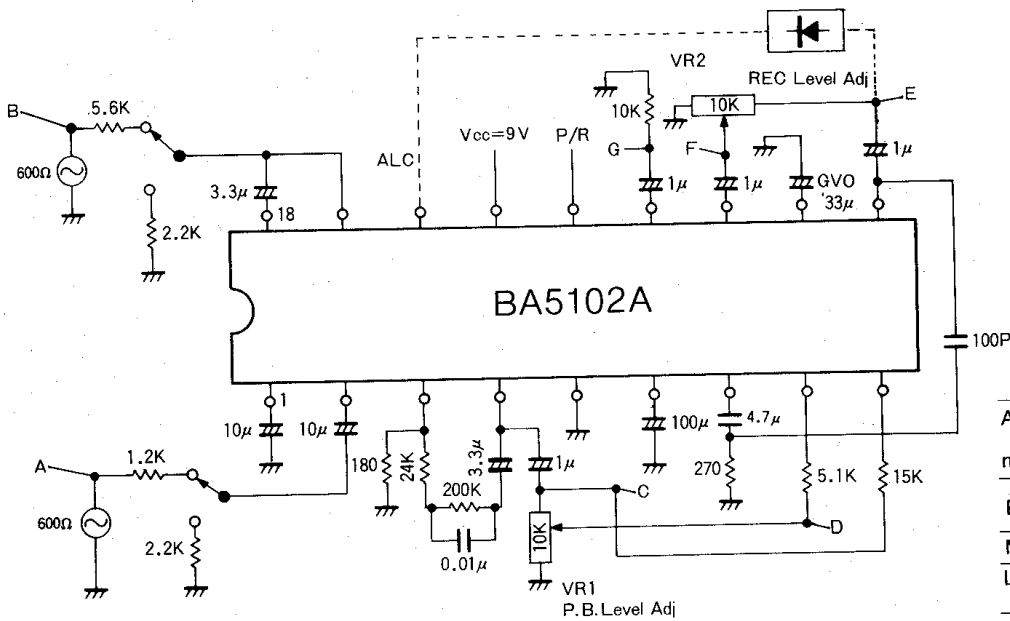 VR2
REC Level Adj
B
5.6K
10K
10K
E
Vcc=9V
P/R
G
F
600Ω
ALC
1μ
3.3μ
1μ
1μ
GVO
'33μ
18
2.2K
BA5102A
100P
1
10μ
10μ
100μ
4.7μ
A
A
1.2K
180
24K
3.3μ
1μ
270
5.1K
15K
200K
C
600Ω
10K
D
2.2K
0.01μ
VR1
P.B.Level Adj